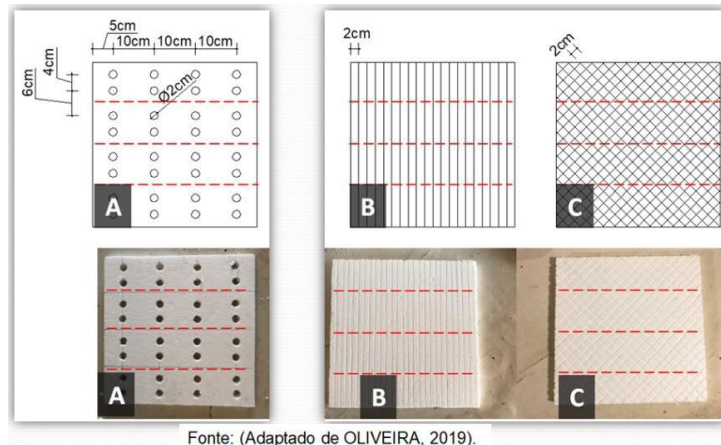 5cm
10cm 10cm 10cm
4cm
6cm
Ø2cm
A
2cm
B
2cm
C
A
B
C
Fonte: (Adaptado de OLIVEIRA, 2019).